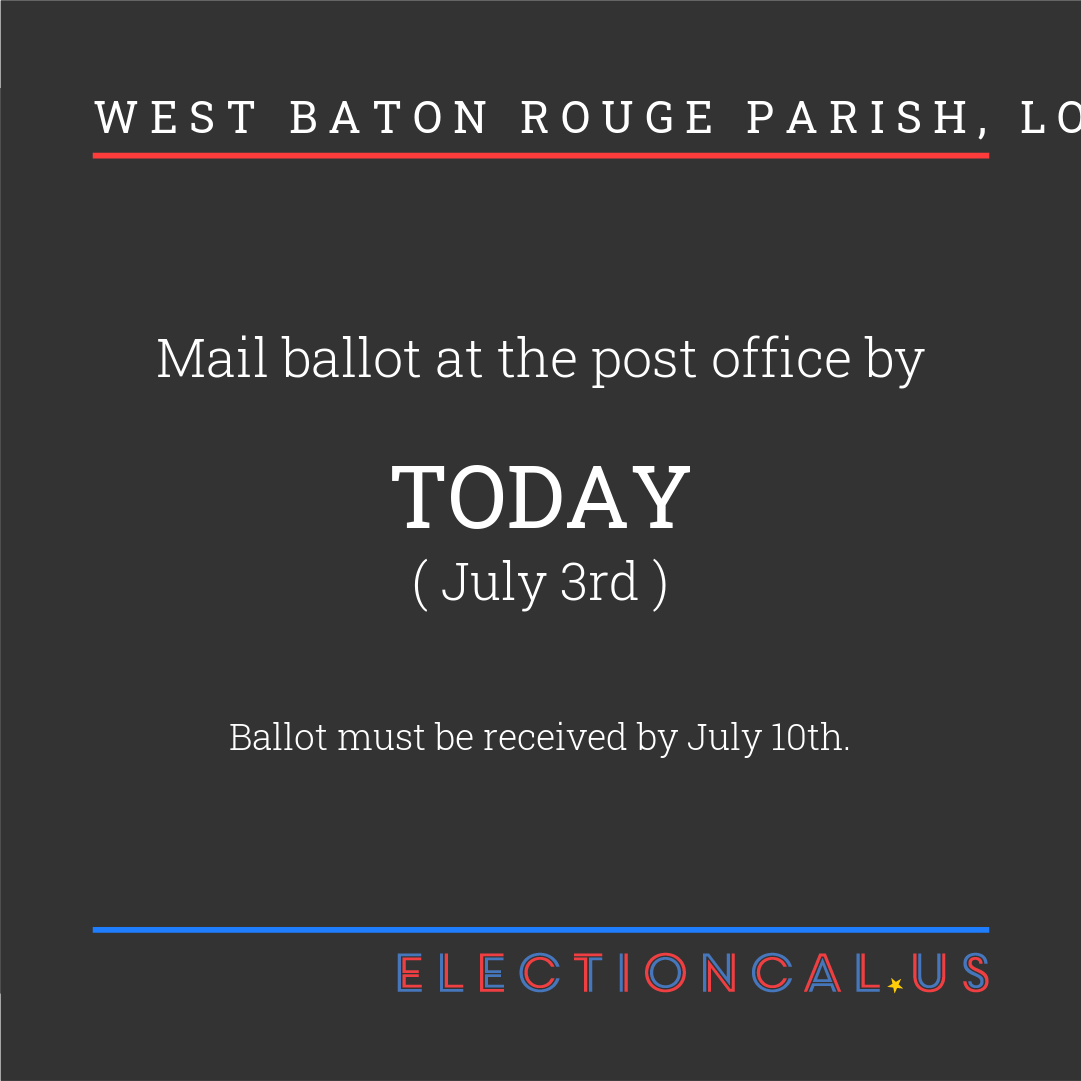 WEST BATON ROUGE PARISH, LO
Mail ballot at the post office by
TODAY
( July 3rd )
Ballot must be received by July 10th.
ELECTIONCAL.US